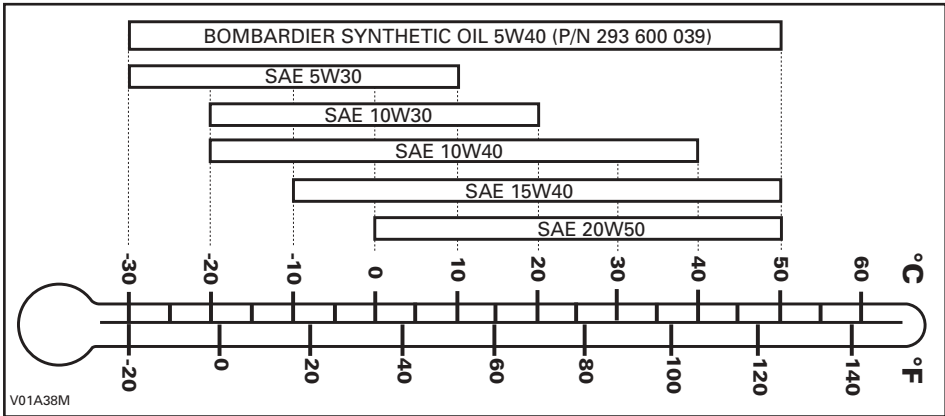 BOMBARDIER SYNTHETIC OIL 5W40 (P/N 293 600 039)
SAE 5W30
SAE 10W30
SAE 10W40
SAE 15W40
SAE 20W50
-30 -20 -10 0 10 20 30 40 50 60 °C
-20 0 20 40 60 80 100 120 140 °F
V01A38M